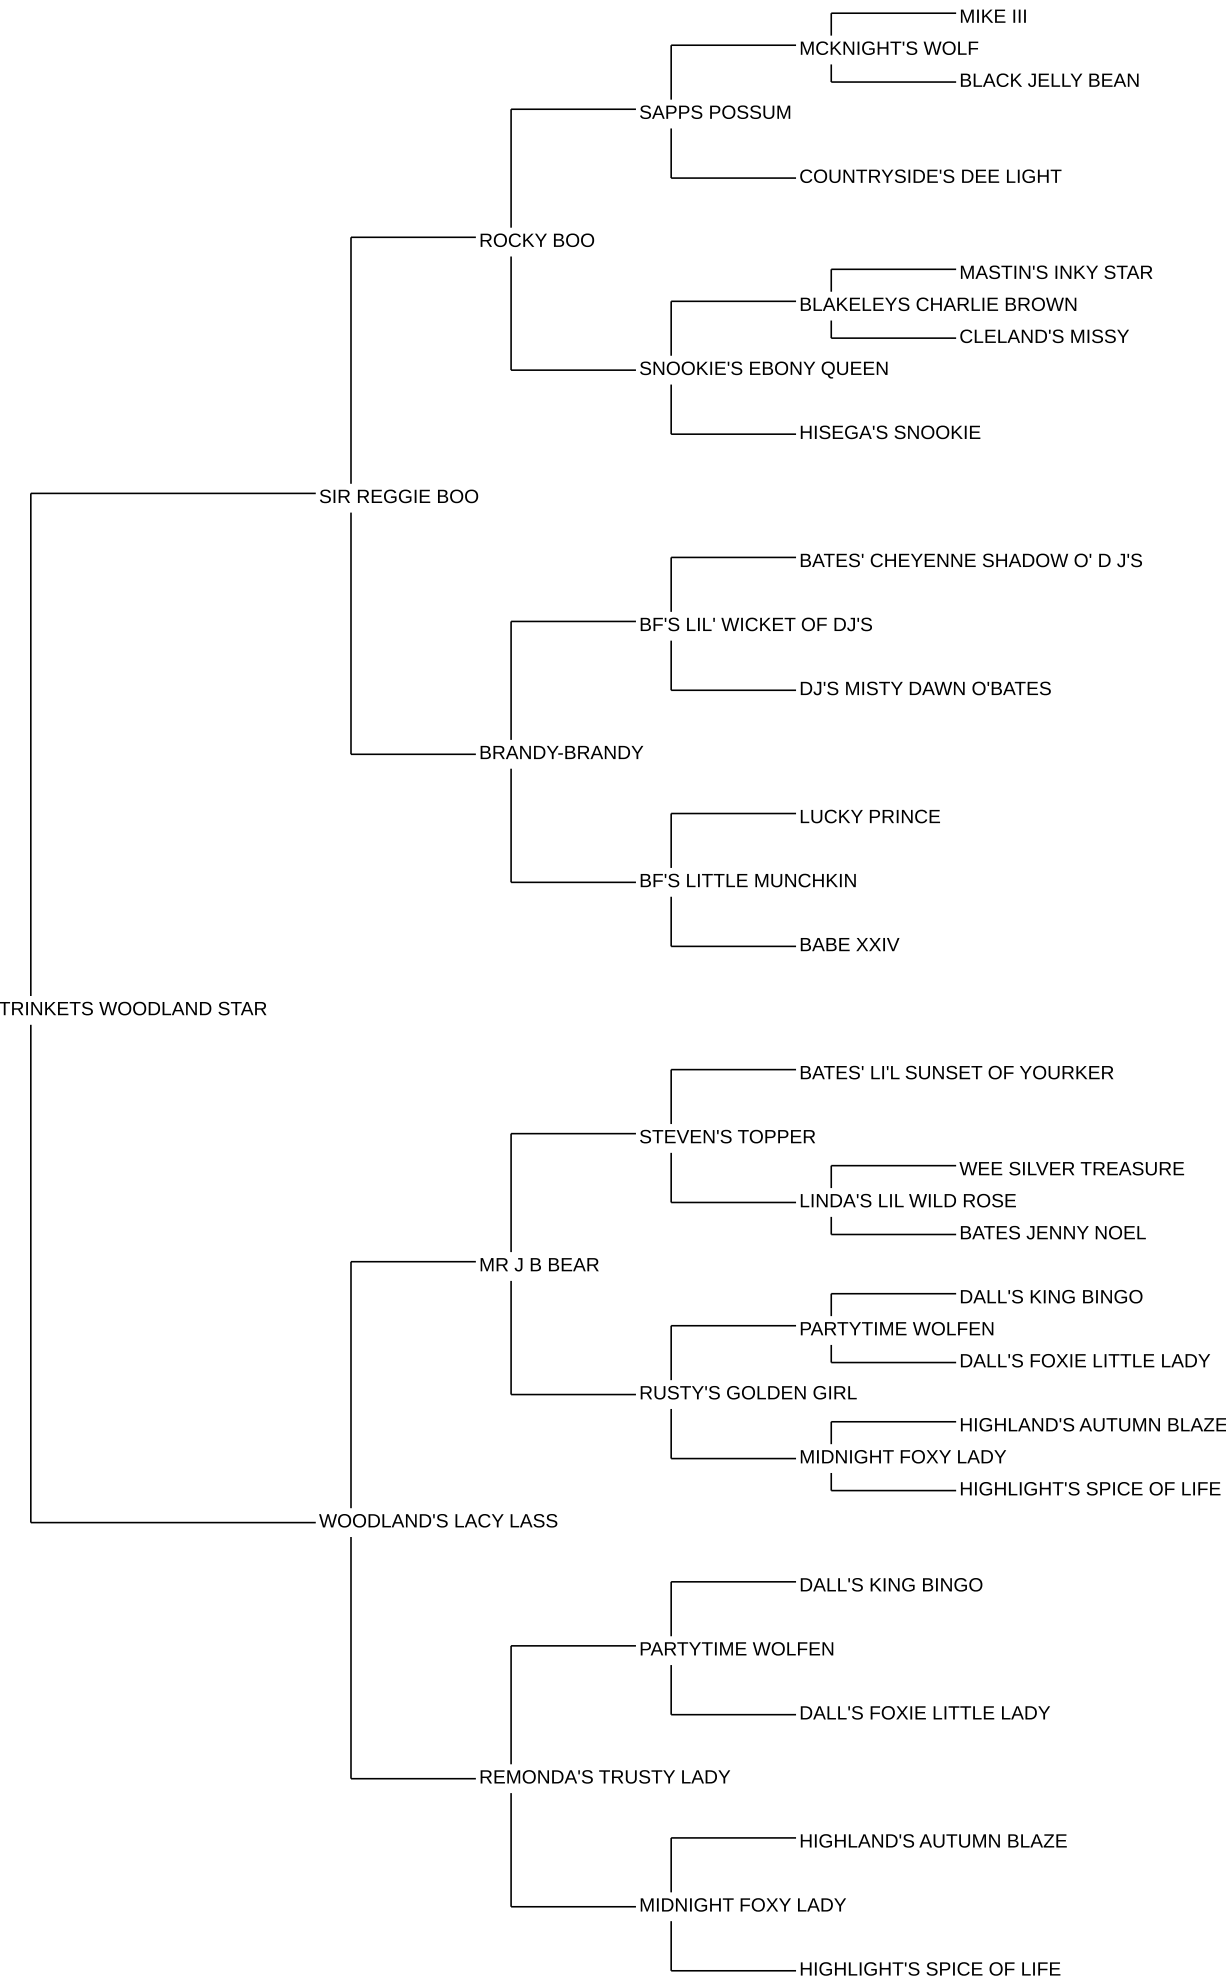 MIKE III
MCKNIGHT'S WOLF
BLACK JELLY BEAN
SAPPS POSSUM
COUNTRYSIDE'S DEE LIGHT
ROCKY BOO
MASTIN'S INKY STAR
BLAKELEYS CHARLIE BROWN
CLELAND'S MISSY
SNOOKIE'S EBONY QUEEN
HISEGA'S SNOOKIE
SIR REGGIE BOO
BATES' CHEYENNE SHADOW O' D J'S
BF'S LIL' WICKET OF DJ'S
DJ'S MISTY DAWN O'BATES
BRANDY-BRANDY
LUCKY PRINCE
BF'S LITTLE MUNCHKIN
BABE XXIV
TRINKETS WOODLAND STAR
BATES' LI'L SUNSET OF YOURKER
STEVEN'S TOPPER
WEE SILVER TREASURE
LINDA'S LIL WILD ROSE
BATES JENNY NOEL
MR J B BEAR
DALL'S KING BINGO
PARTYTIME WOLFEN
DALL'S FOXIE LITTLE LADY
RUSTY'S GOLDEN GIRL
HIGHLAND'S AUTUMN BLAZE
MIDNIGHT FOXY LADY
HIGHLIGHT'S SPICE OF LIFE
WOODLAND'S LACY LASS
DALL'S KING BINGO
PARTYTIME WOLFEN
DALL'S FOXIE LITTLE LADY
REMONDA'S TRUSTY LADY
HIGHLAND'S AUTUMN BLAZE
MIDNIGHT FOXY LADY
HIGHLIGHT'S SPICE OF LIFE